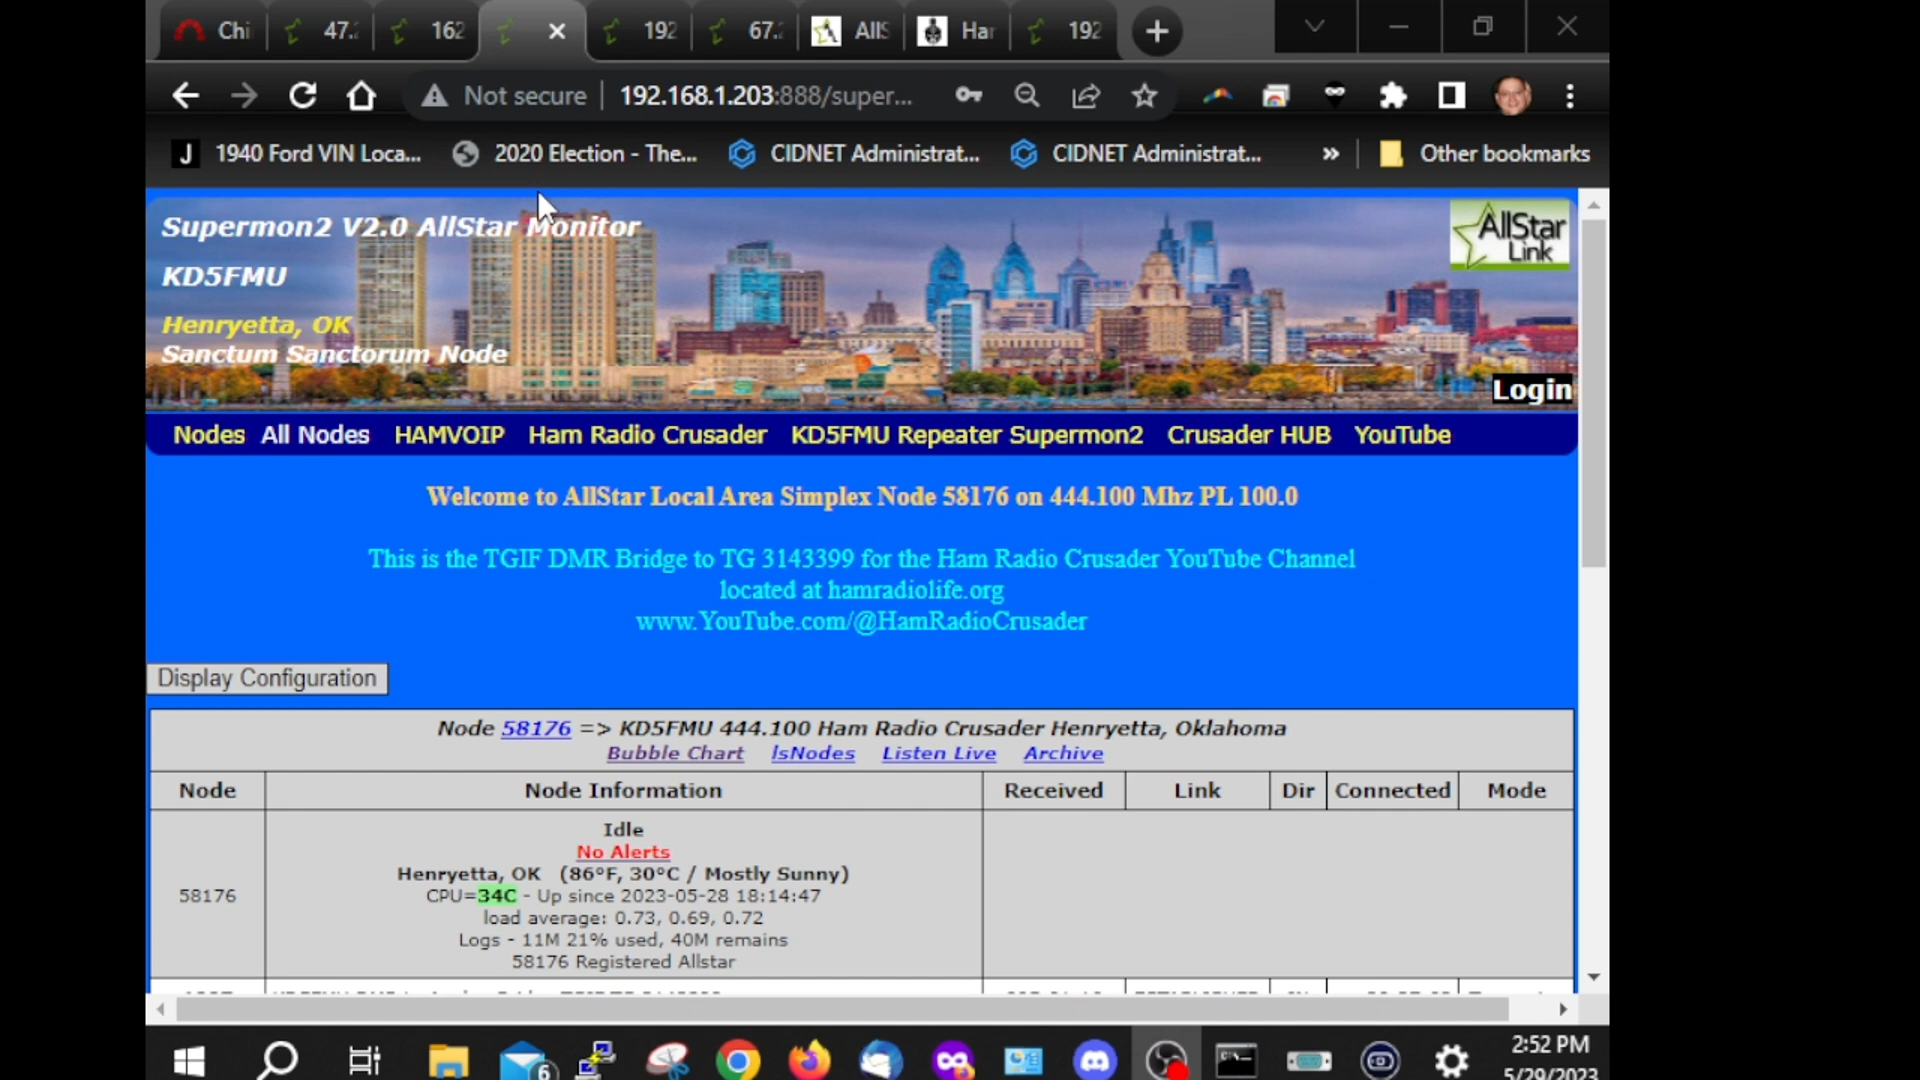 Chi
47.
162
192
67.
AllS
Har
192
Not secure
192.168.1.203:888/super...
J 1940 Ford VIN Loca...
2020 Election - The...
CIDNET Administrat...
CIDNET Administrat...
»
Other bookmarks
Supermon2 V2.0 AllStar Monitor
KD5FMU
Henryetta, OK
Sanctum Sanctorum Node
AllStar
Link
Login
Nodes All Nodes HAMVOIP Ham Radio Crusader KD5FMU Repeater Supermon2 Crusader HUB YouTube
Welcome to AllStar Local Area Simplex Node 58176 on 444.100 Mhz PL 100.0
This is the TGIF DMR Bridge to TG 3143399 for the Ham Radio Crusader YouTube Channel
located at hamradiolife.org
www.YouTube.com/@HamRadioCrusader
Display Configuration
Node 58176 => KD5FMU 444.100 Ham Radio Crusader Henryetta, Oklahoma
Bubble Chart lsNodes Listen Live Archive
Node Node Information Received Link Dir Connected Mode
Idle
No Alerts
Henryetta, OK (86°F, 30°C / Mostly Sunny)
58176
CPU=34C - Up since 2023-05-28 18:14:47
load average: 0.73, 0.69, 0.72
Logs - 11M 21% used, 40M remains
58176 Registered Allstar
6
2:52 PM
5/29/2023